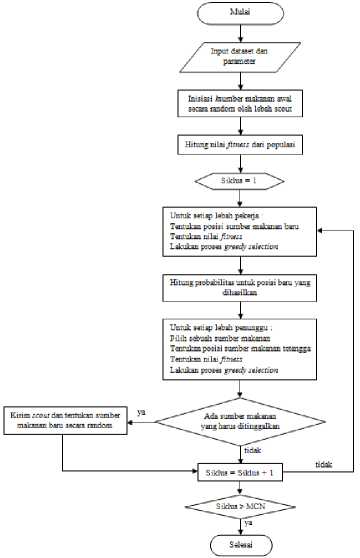 Mulai
Input dataset dan
parameter
Inisiasi sumber makanan awal
secara random oleh lebah scout
Hitung nilai fitness dari populasi
Siklus = 1
Untuk setiap lebah pekerja
Tentukan posisi sumber makanan baru
Tentukan nilai fitness
Lakukan proses greedy selection
Hitung probabilitas untuk posisi baru yang
dihasilkan
Untuk setiap lebah penunggu :
Pilih sebuah sumber makanan
Tentukan posisi sumber makanan tetangga
Tentukan nilai fitness
Lakukan proses greedy selection
Ada sumber makanan
yang harus ditinggalkan
ya
Kirim scout dan tentukan sumber
makanan baru secara random
tidak
Siklus = Siklus + 1
tidak
Siklus > MCN
ya
Selesai